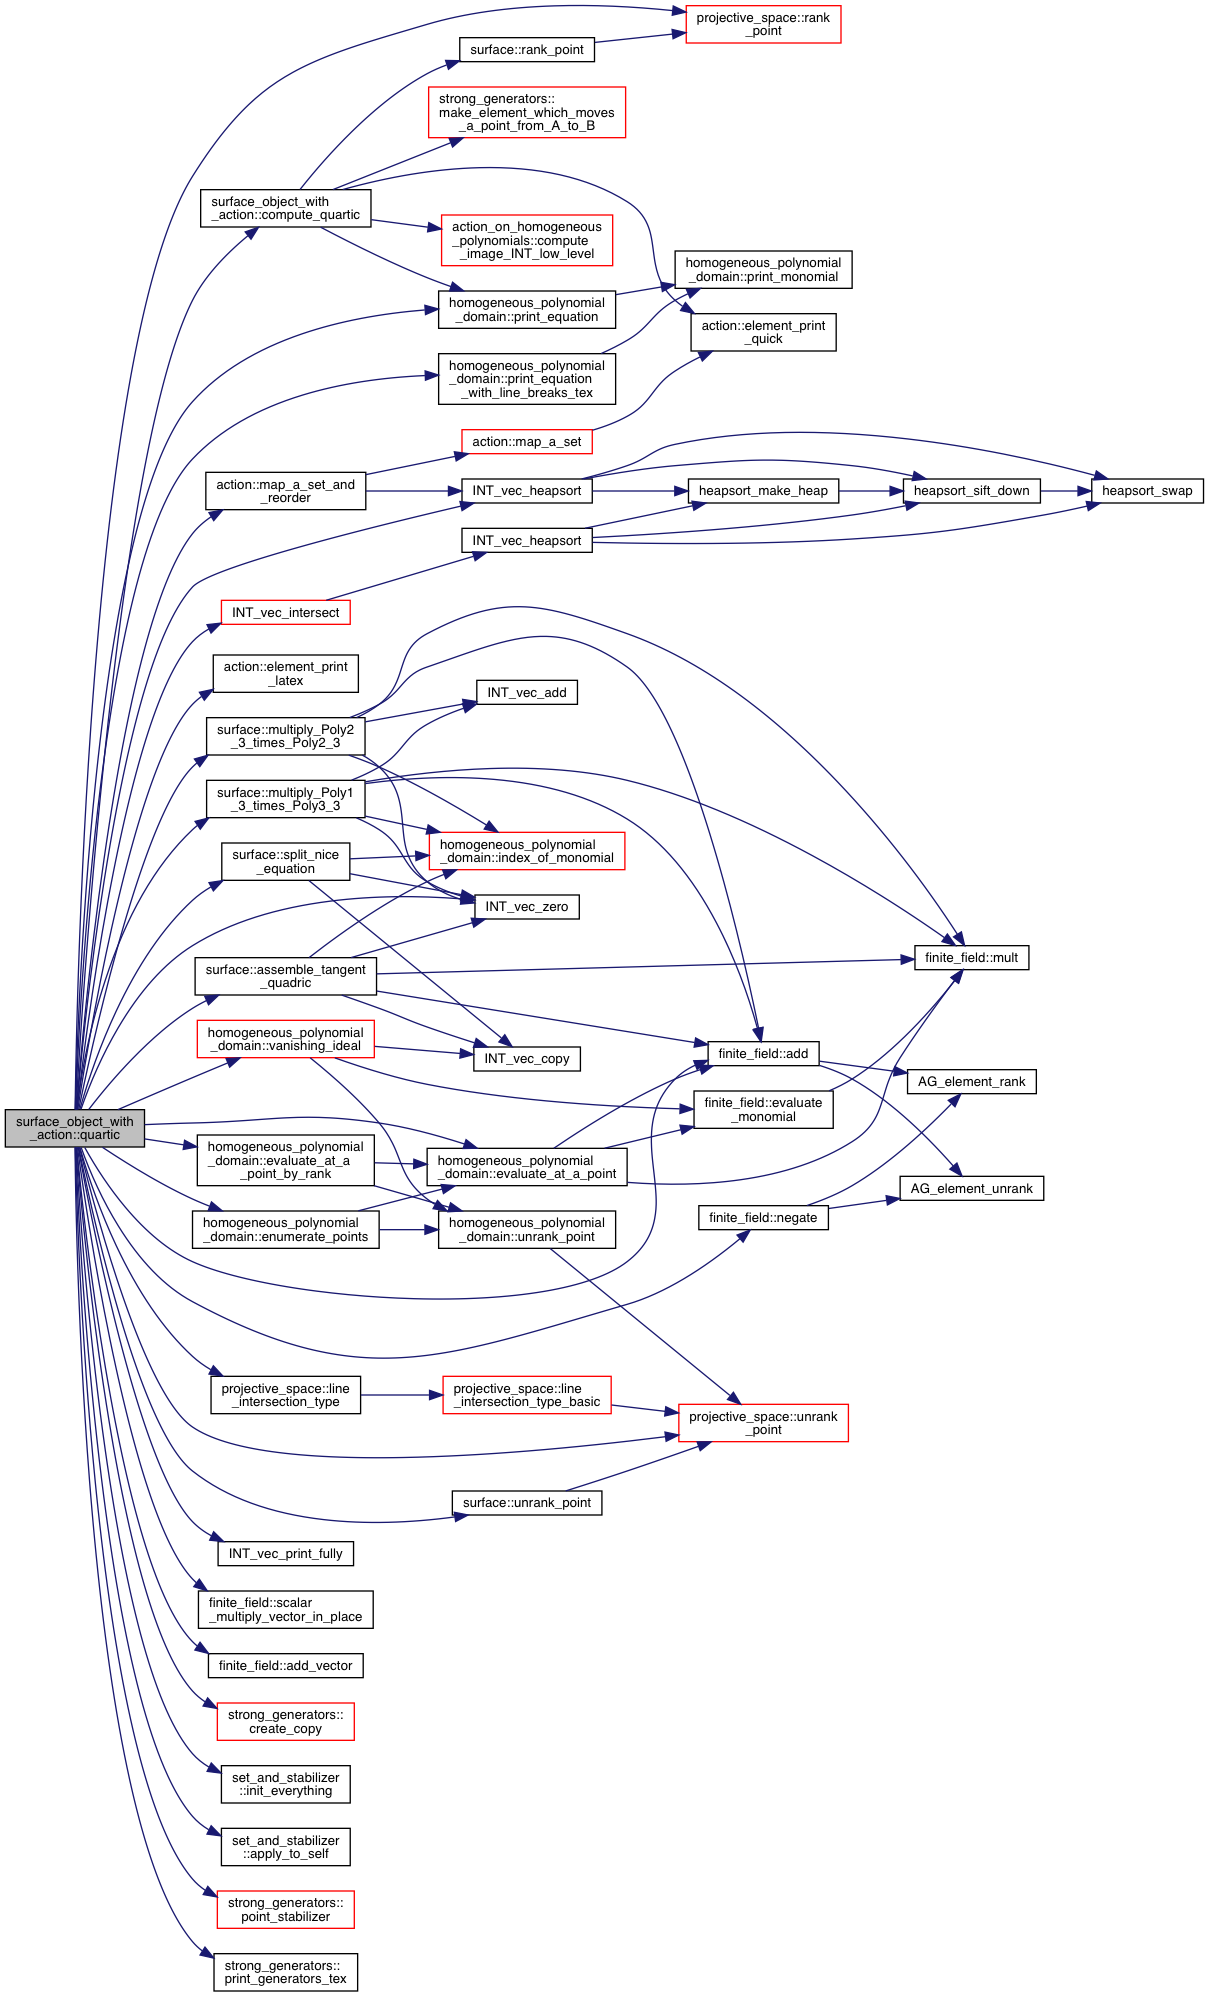 projective_space::rank
_point
surface::rank_point
strong_generators::
make_element_which_moves
_a_point_from_A_to_B
surface_object_with
_action::compute_quartic
action_on_homogeneous
_polynomials::compute
_image_INT_low_level
homogeneous_polynomial
_domain::print_monomial
homogeneous_polynomial
_domain::print_equation
action::element_print
_quick
homogeneous_polynomial
_domain::print_equation
_with_line_breaks_tex
action::map_a_set
action::map_a_set_and
_reorder
INT_vec_heapsort
heapsort_make_heap
heapsort_sift_down
heapsort_swap
INT_vec_heapsort
INT_vec_intersect
action::element_print
_latex
INT_vec_add
surface::multiply_Poly2
_3_times_Poly2_3
surface::multiply_Poly1
_3_times_Poly3_3
homogeneous_polynomial
_domain::index_of_monomial
surface::split_nice
_equation
INT_vec_zero
finite_field::mult
surface::assemble_tangent
_quadric
homogeneous_polynomial
_domain::vanishing_ideal
INT_vec_copy
finite_field::add
AG_element_rank
finite_field::evaluate
_monomial
surface_object_with
_action::quartic
homogeneous_polynomial
_domain::evaluate_at_a
_point_by_rank
homogeneous_polynomial
_domain::evaluate_at_a_point
AG_element_unrank
finite_field::negate
homogeneous_polynomial
_domain::enumerate_points
homogeneous_polynomial
_domain::unrank_point
projective_space::line
_intersection_type
projective_space::line
_intersection_type_basic
projective_space::unrank
_point
surface::unrank_point
INT_vec_print_fully
finite_field::scalar
_multiply_vector_in_place
finite_field::add_vector
strong_generators::
create_copy
set_and_stabilizer
::init_everything
set_and_stabilizer
::apply_to_self
strong_generators::
point_stabilizer
strong_generators::
print_generators_tex